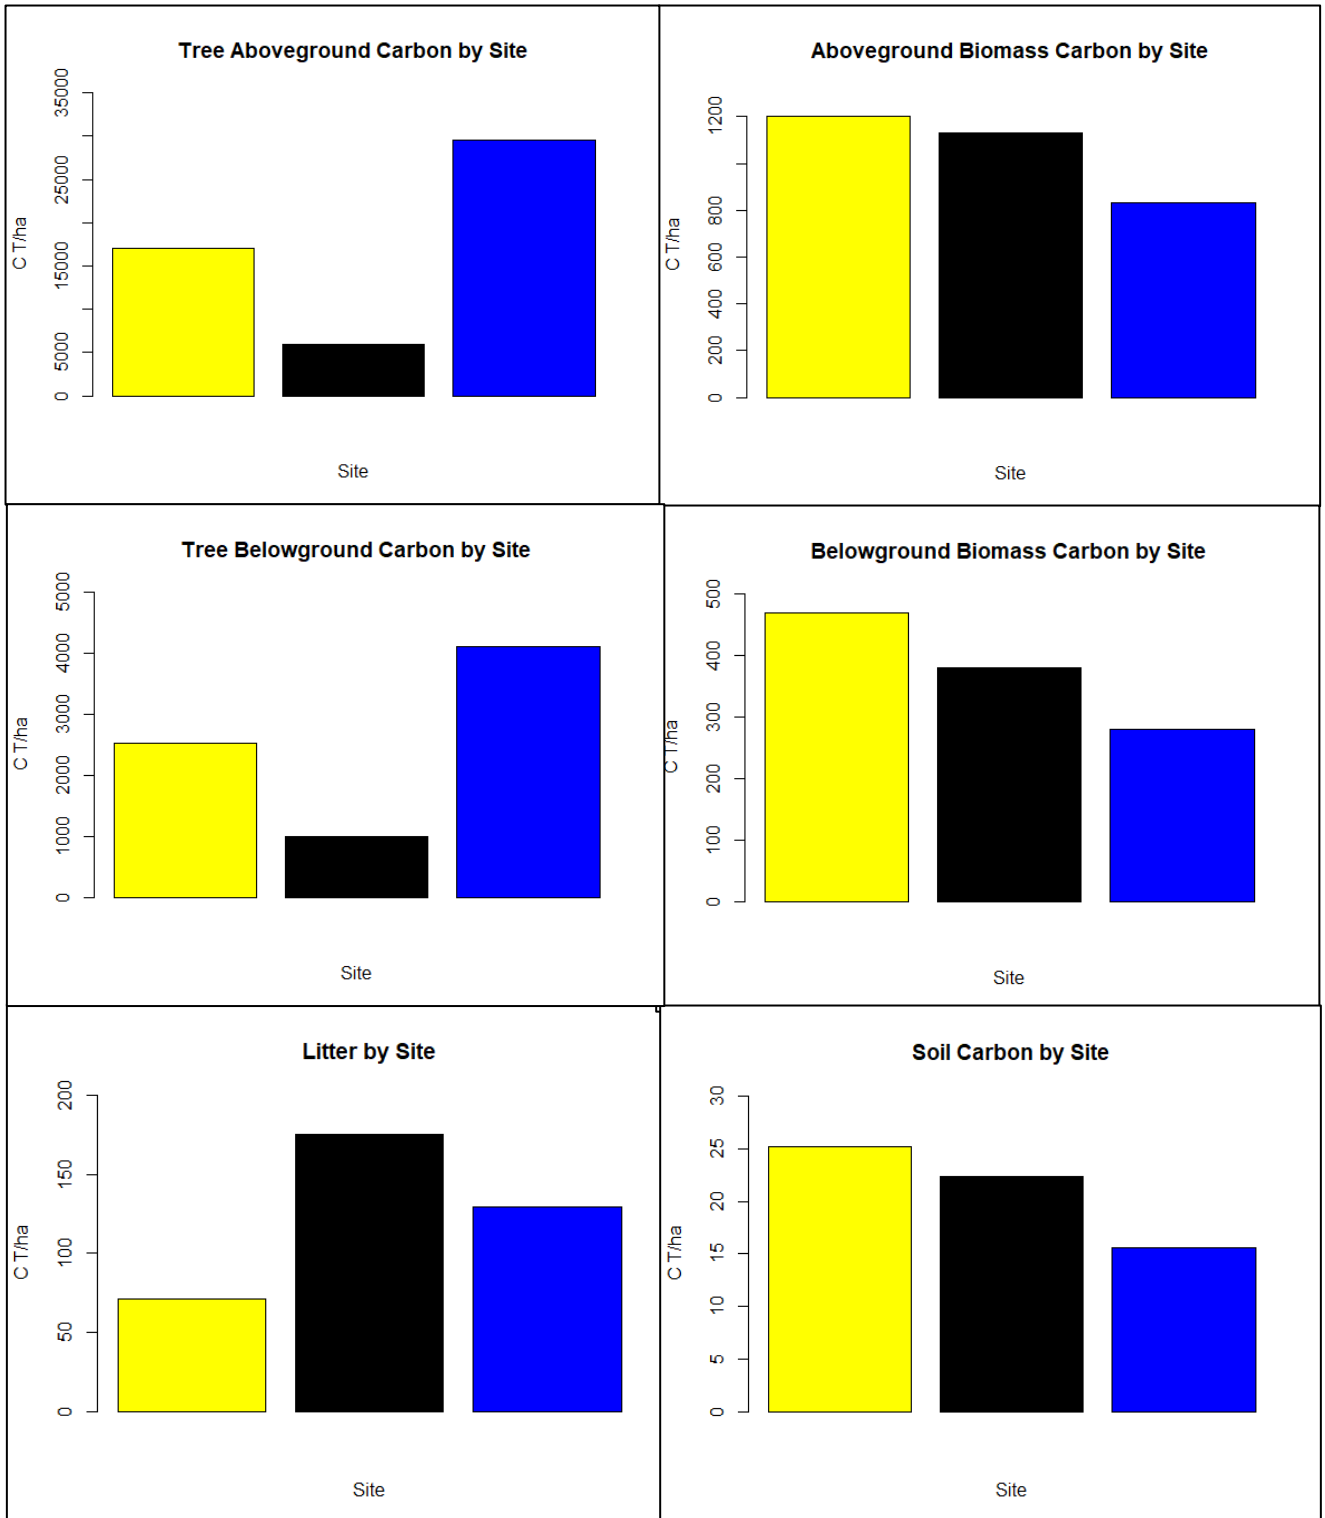 Tree Aboveground Carbon by Site
35000
25000
15000
5000
0
C T/ha
Site
Aboveground Biomass Carbon by Site
1200
800
600
400
200
0
C T/ha
Site
Tree Belowground Carbon by Site
5000
4000
3000
2000
1000
0
C T/ha
Site
Belowground Biomass Carbon by Site
500
400
300
200
100
0
C T/ha
Site
Litter by Site
200
150
100
50
0
C T/ha
Site
Soil Carbon by Site
30
25
20
15
10
5
0
C T/ha
Site